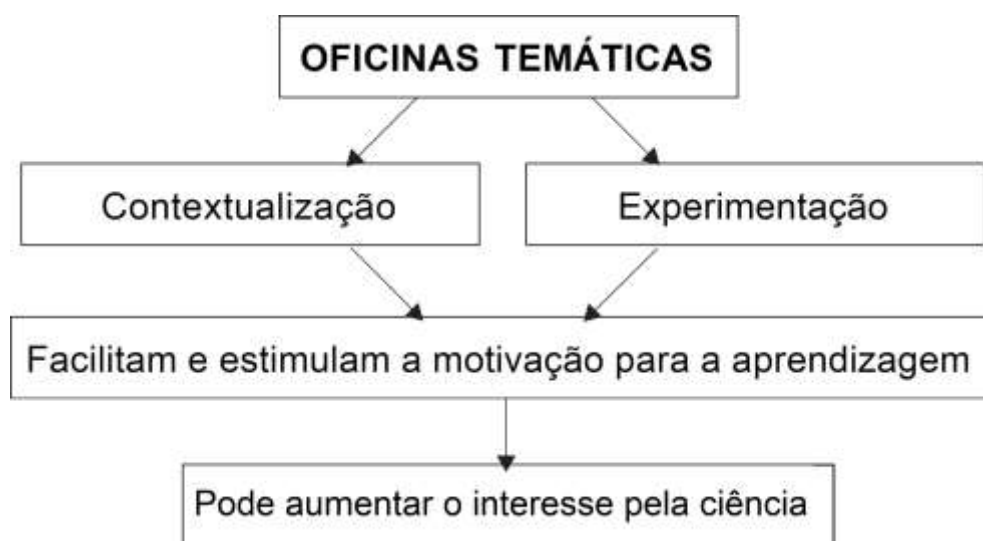 OFICINAS TEMÁTICAS
Contextualização
Experimentação
Facilitam e estimulam a motivação para a aprendizagem
Pode aumentar o interesse pela ciência